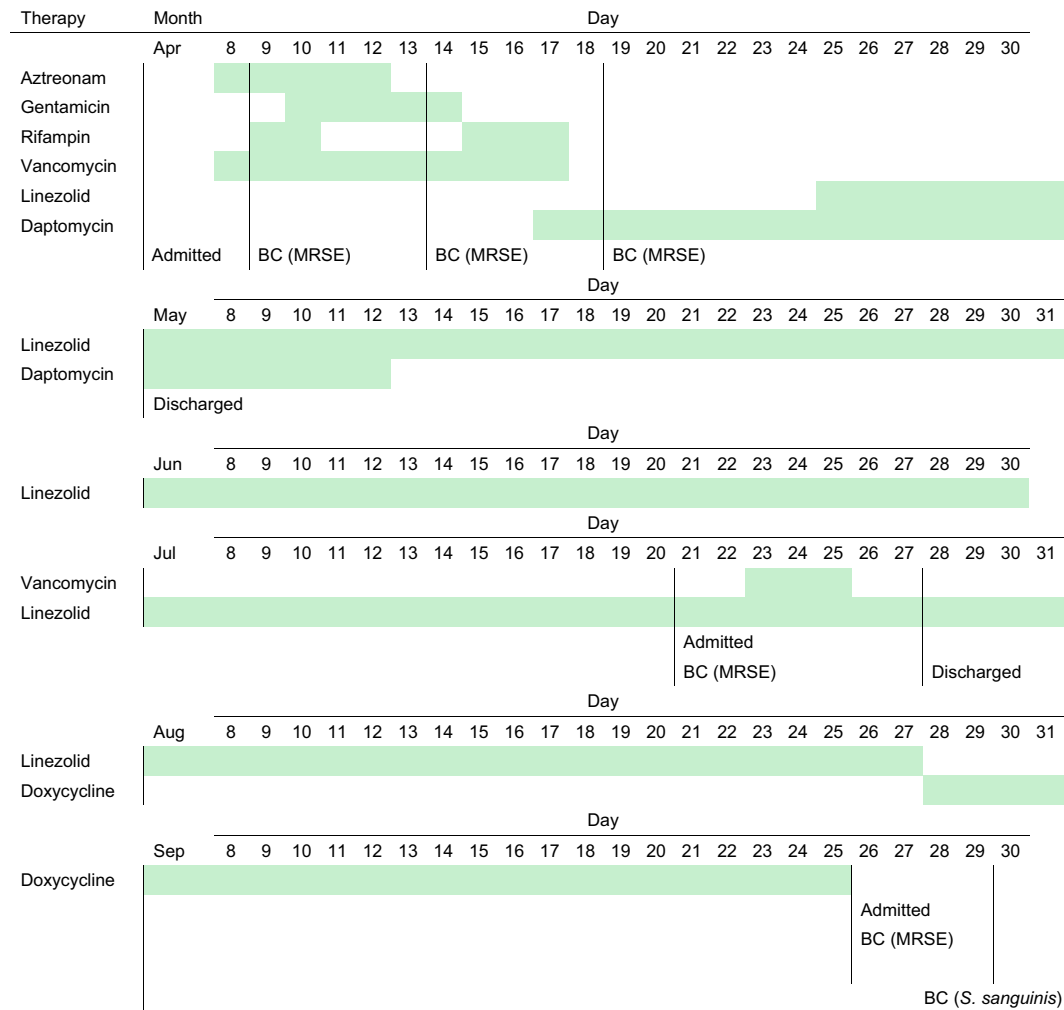 Therapy Month Day
Apr 8 9 10 11 12 13 14 15 16 17 18 19 20 21 22 23 24 25 26 27 28 29 30
Aztreonam
Gentamicin
Rifampin
Vancomycin
Linezolid
Daptomycin
Admitted BC (MRSE) BC (MRSE) BC (MRSE)
Day
May 8 9 10 11 12 13 14 15 16 17 18 19 20 21 22 23 24 25 26 27 28 29 30 31
Linezolid
Daptomycin
Discharged
Day
Jun 8 9 10 11 12 13 14 15 16 17 18 19 20 21 22 23 24 25 26 27 28 29 30
Linezolid
Day
Jul 8 9 10 11 12 13 14 15 16 17 18 19 20 21 22 23 24 25 26 27 28 29 30 31
Vancomycin
Linezolid
Admitted
BC (MRSE) Discharged
Day
Aug 8 9 10 11 12 13 14 15 16 17 18 19 20 21 22 23 24 25 26 27 28 29 30 31
Linezolid
Doxycycline
Day
Sep 8 9 10 11 12 13 14 15 16 17 18 19 20 21 22 23 24 25 26 27 28 29 30
Doxycycline
Admitted
BC (MRSE)
BC (S. sanguinis)